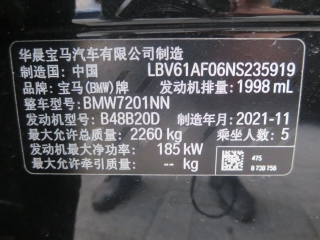 华晨宝马汽车有限公司制造
制造国：中国 LBV61AF06NS235919
品牌：宝马(BMW)牌 发动机排量：1998 mL
整车型号：BMW7201NN
发动机型号：B48B20D 制造年月：2021-11
最大允许总质量：2260 kg 乘坐人数：5
发动机最大净功率：185 kW
最大允许牵引质量：-- kg
475
8 738 756